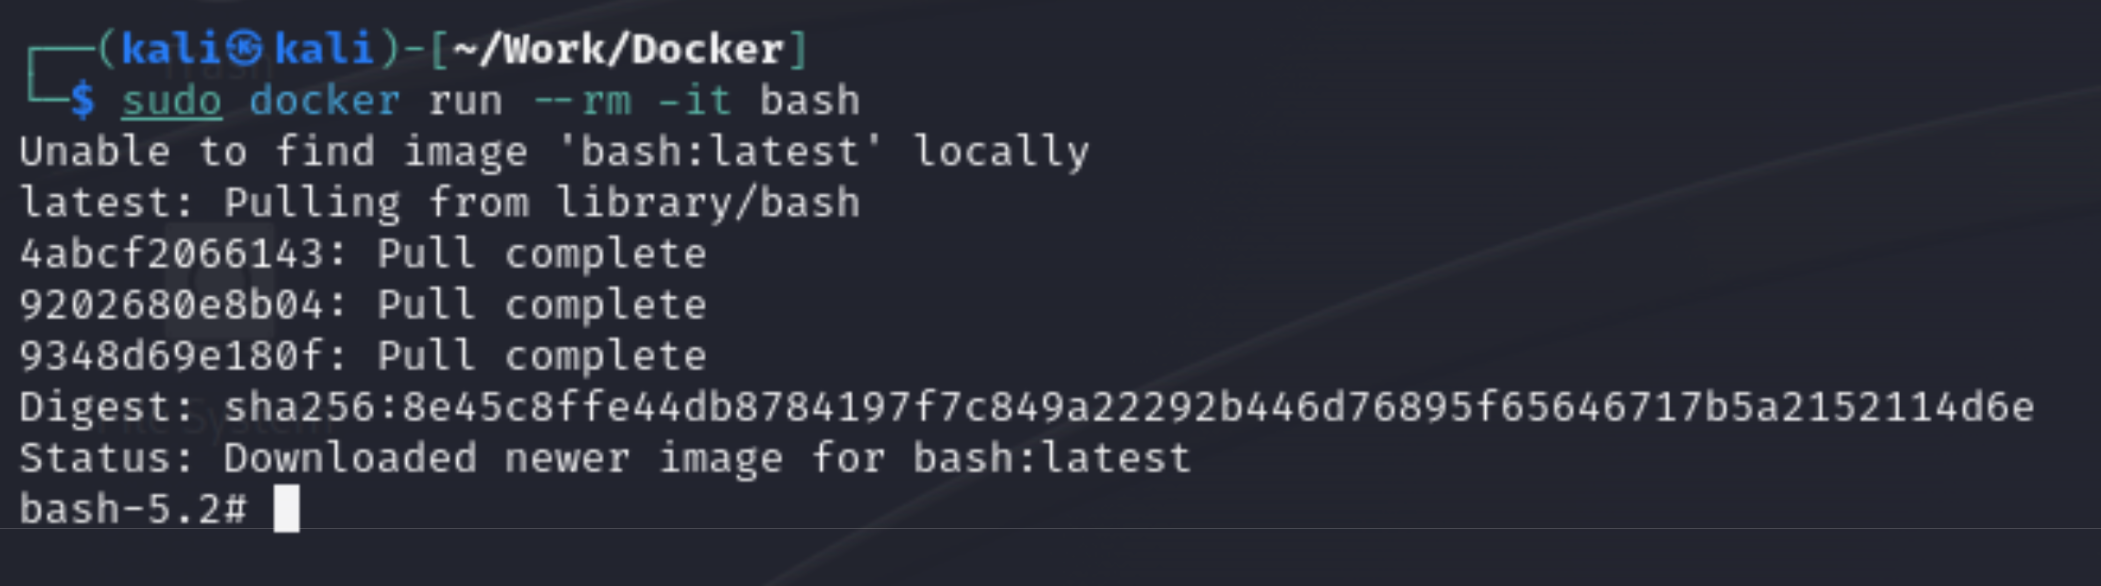 ┌──(kali㉿kali)-[~/Work/Docker]
└─$ sudo docker run --rm -it bash
Unable to find image 'bash:latest' locally
latest: Pulling from library/bash
4abcf2066143: Pull complete
9202680e8b04: Pull complete
9348d69e180f: Pull complete
Digest: sha256:8e45c8ffe44db8784197f7c849a22292b446d76895f65646717b5a2152114d6e
Status: Downloaded newer image for bash:latest
bash-5.2#